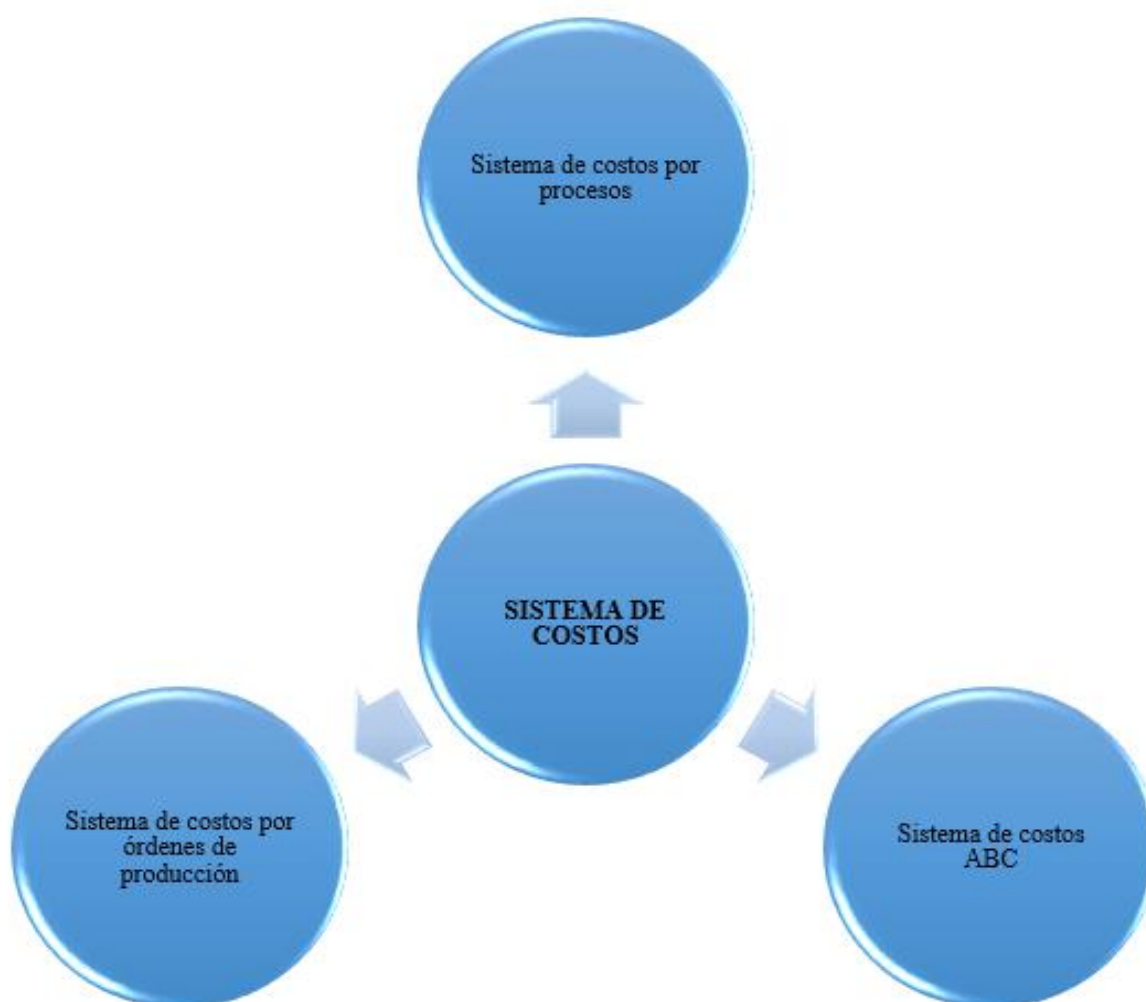 Sistema de costos por
procesos
SISTEMA DE
COSTOS
Sistema de costos por
órdenes de
producción
Sistema de costos
ABC